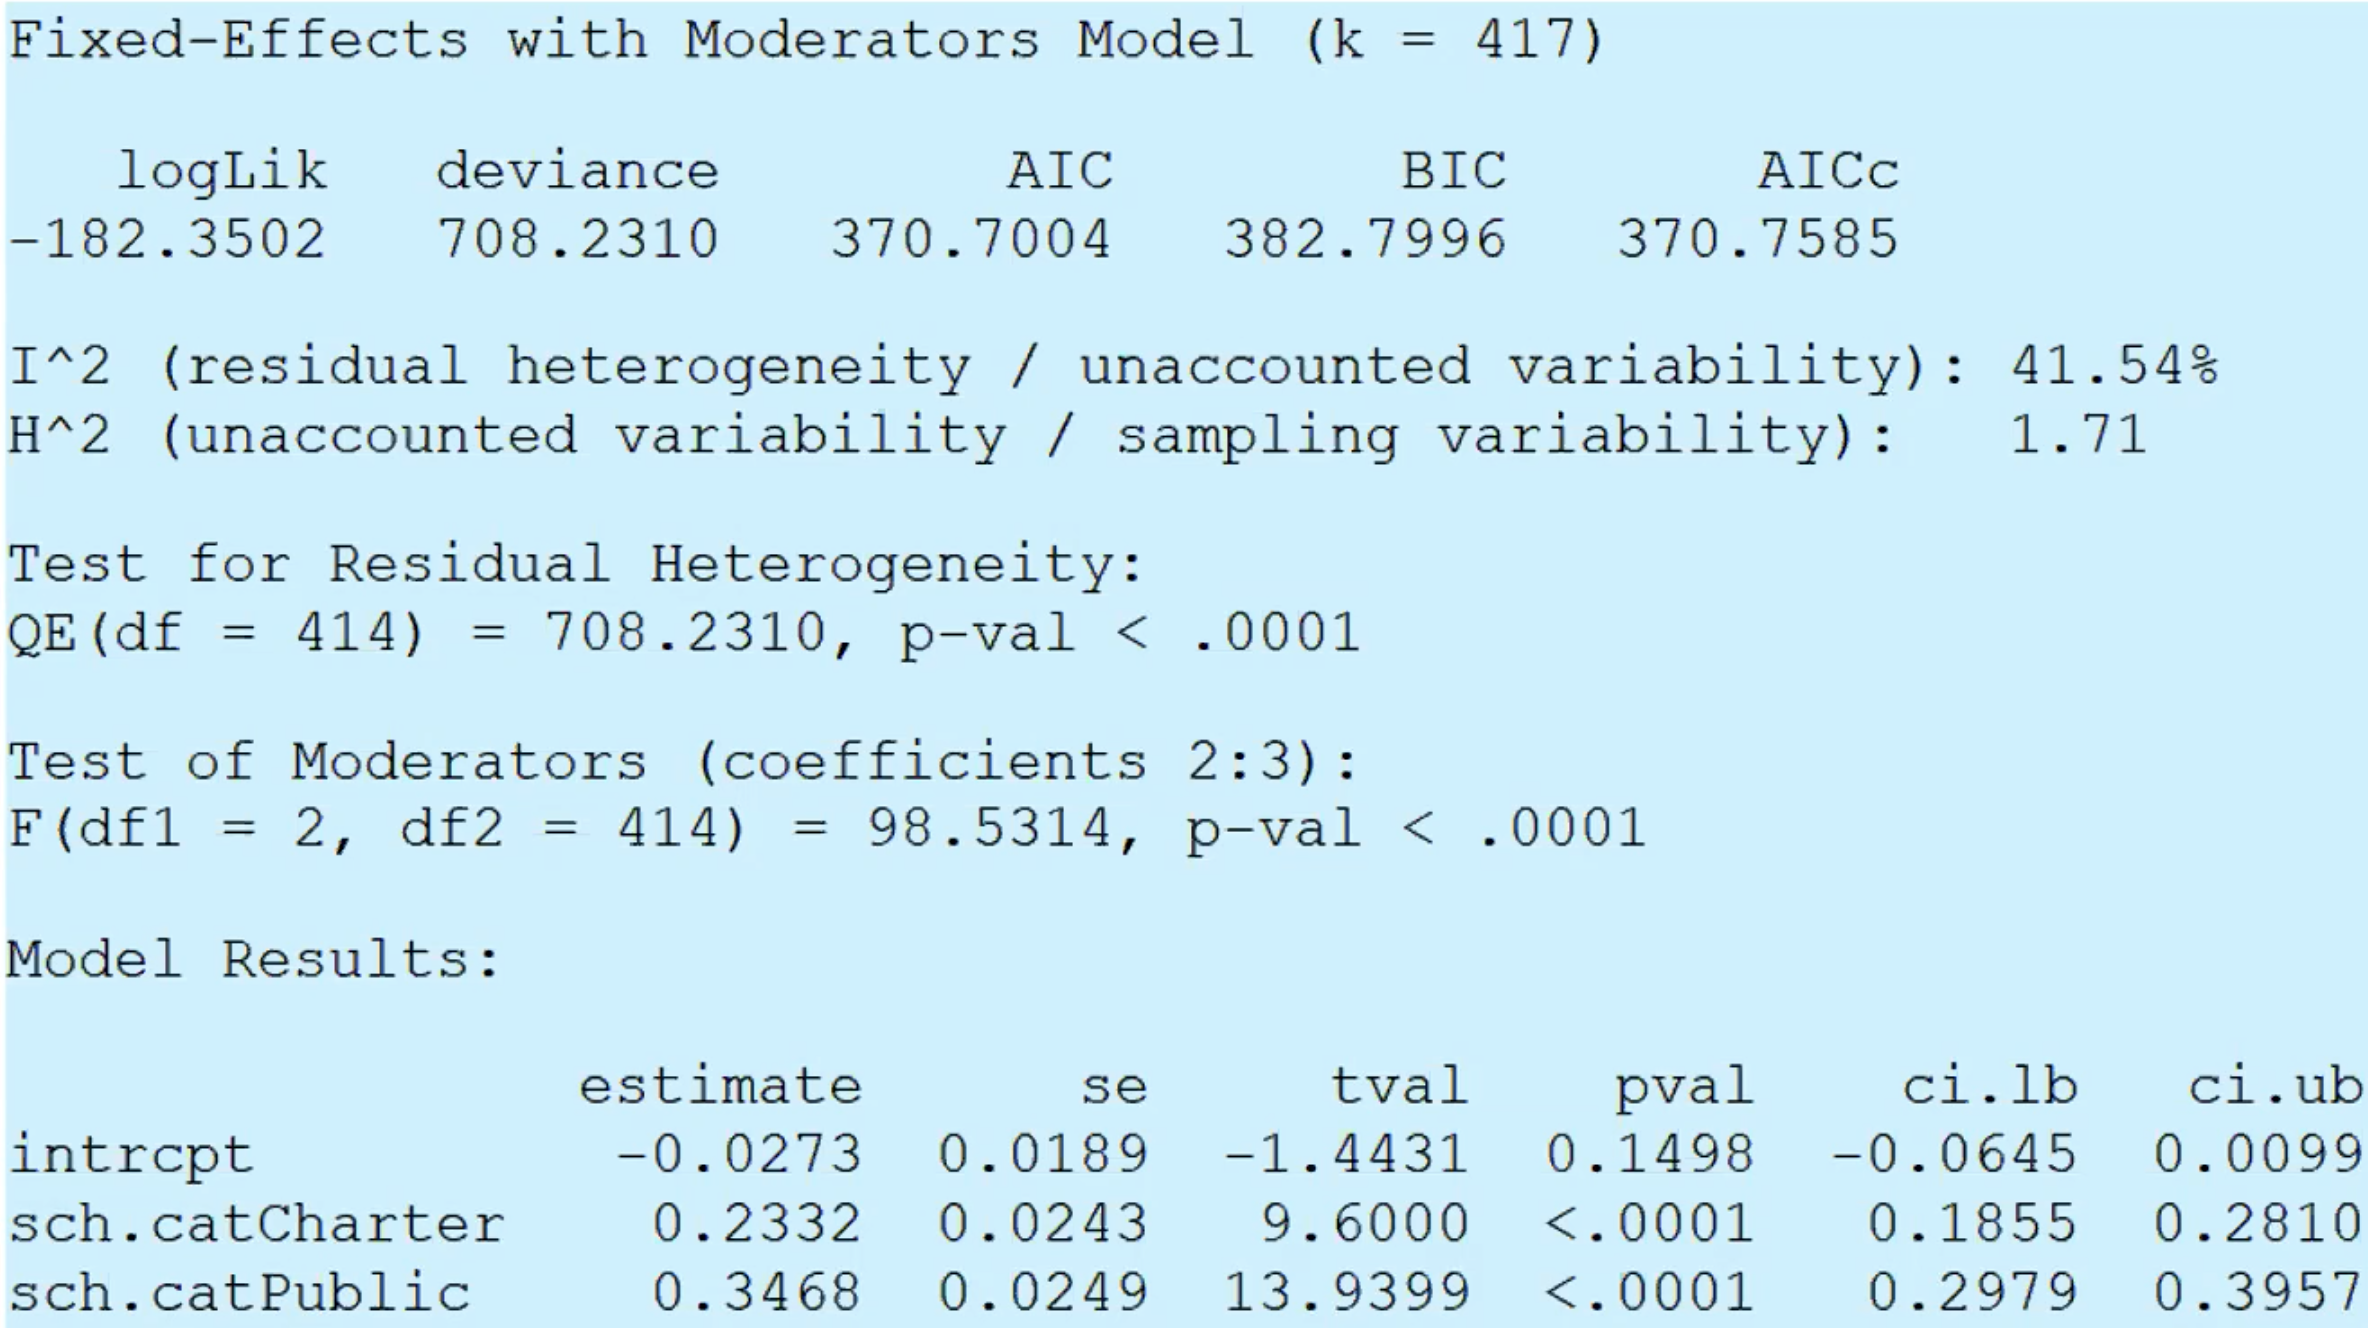 Fixed-Effects with Moderators Model (k = 417)
logLik deviance AIC BIC AICc
-182.3502 708.2310 370.7004 382.7996 370.7585
I^2 (residual heterogeneity / unaccounted variability): 41.54%
H^2 (unaccounted variability / sampling variability): 1.71
Test for Residual Heterogeneity:
QE(df = 414) = 708.2310, p-val < .0001
Test of Moderators (coefficients 2:3):
F(df1 = 2, df2 = 414) = 98.5314, p-val < .0001
Model Results:
estimate se tval pval ci.lb ci.ub
intrcpt -0.0273 0.0189 -1.4431 0.1498 -0.0645 0.0099
sch.catCharter 0.2332 0.0243 9.6000 <.0001 0.1855 0.2810
sch.catPublic 0.3468 0.0249 13.9399 <.0001 0.2979 0.3957